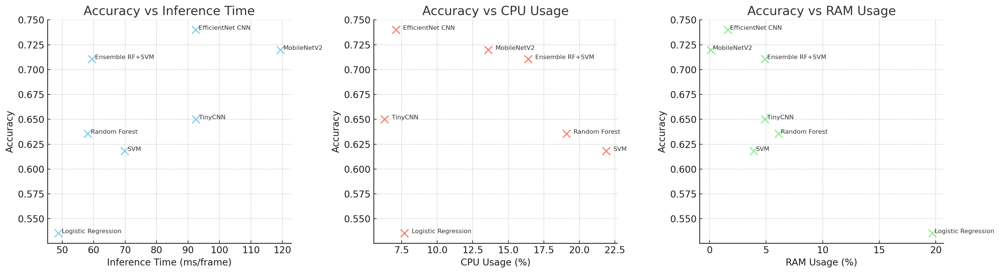 Accuracy vs Inference Time
0.750
0.725
0.700
0.675
0.650
0.625
0.600
0.575
0.550
Accuracy
EfficientNet CNN
MobileNetV2
Ensemble RF+SVM
TinyCNN
Random Forest
SVM
Logistic Regression
50 60 70 80 90 100 110 120
Inference Time (ms/frame)
Accuracy vs CPU Usage
0.750
0.725
0.700
0.675
0.650
0.625
0.600
0.575
0.550
Accuracy
EfficientNet CNN
MobileNetV2
Ensemble RF+SVM
TinyCNN
Random Forest
SVM
Logistic Regression
7.5 10.0 12.5 15.0 17.5 20.0 22.5
CPU Usage (%)
Accuracy vs RAM Usage
0.750
0.725
0.700
0.675
0.650
0.625
0.600
0.575
0.550
Accuracy
EfficientNet CNN
MobileNetV2
Ensemble RF+SVM
TinyCNN
Random Forest
SVM
Logistic Regression
0 5 10 15 20
RAM Usage (%)